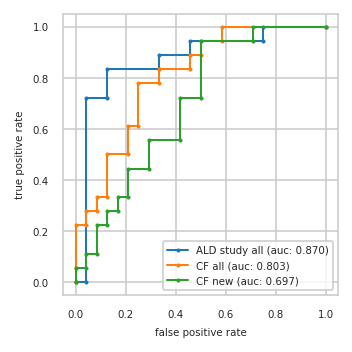 1.0
0.8
0.6
0.4
0.2
0.0
true positive rate
ALD study all (auc: 0.870)
CF all (auc: 0.803)
CF new (auc: 0.697)
0.0 0.2 0.4 0.6 0.8 1.0
false positive rate